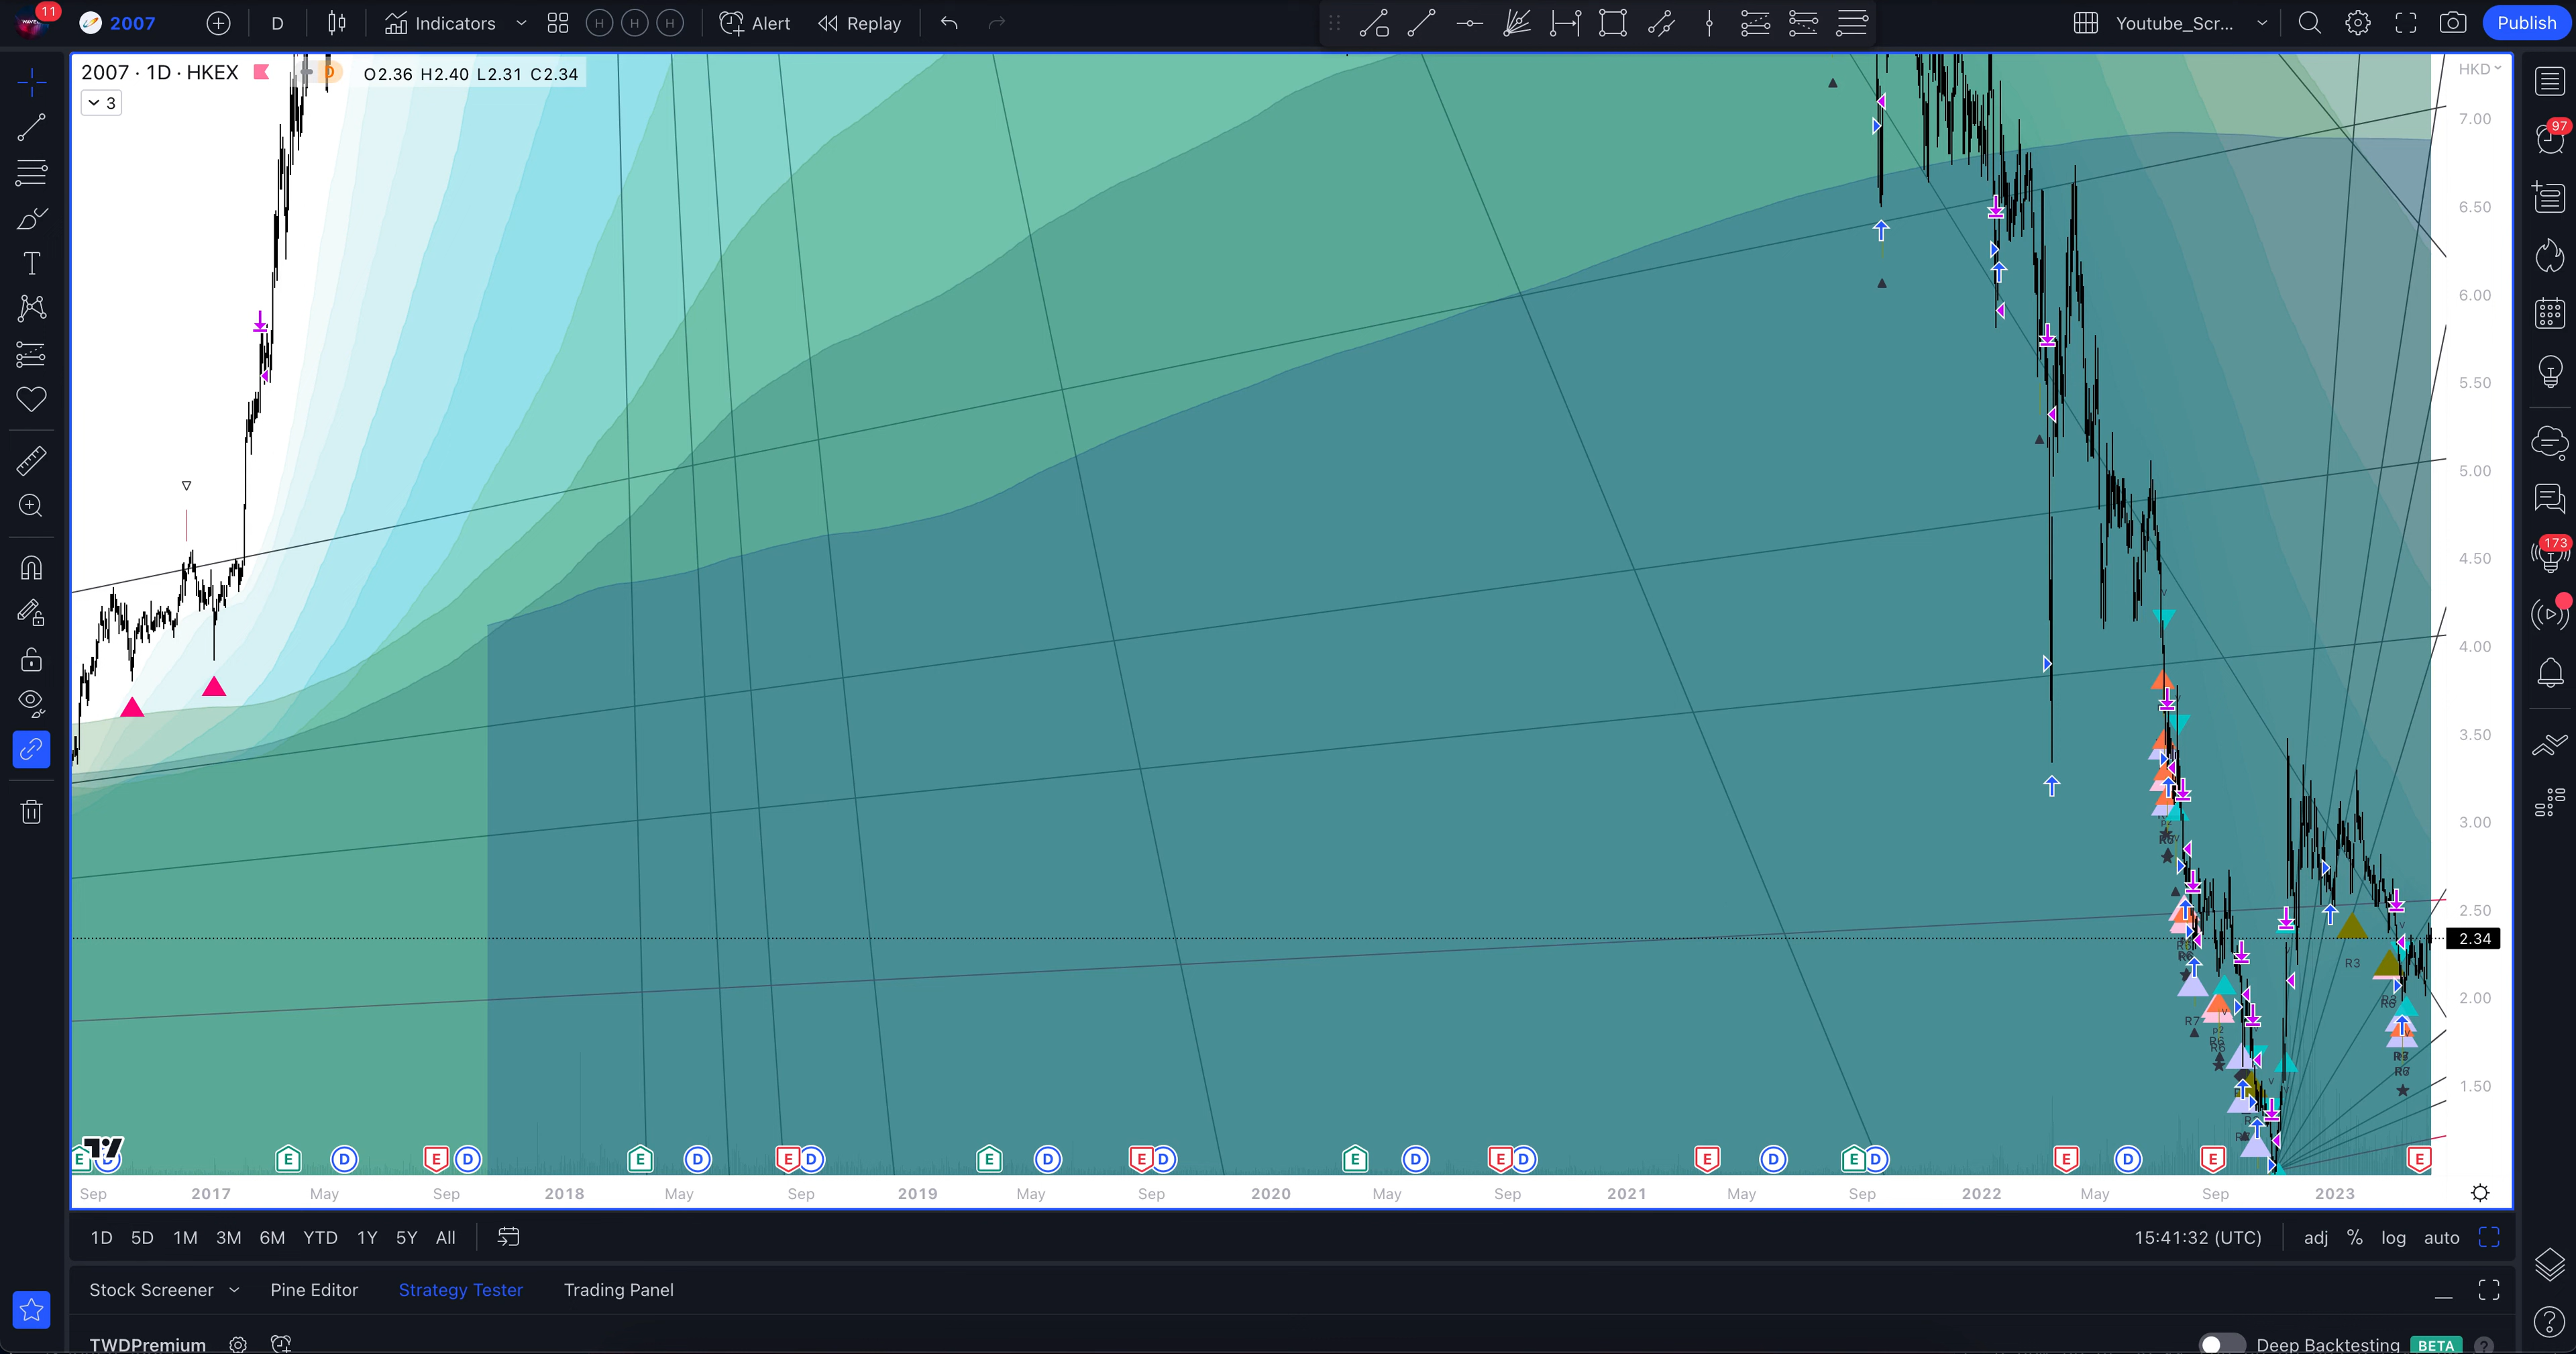 11 2007 D Indicators H H H Alert Replay Youtube_Scr... Publish
2007 · 1D · HKEX D O2.36 H2.40 L2.31 C2.34
HKD
3
7.00
97
6.50
6.00
5.50
5.00
4.50
173
4.00
3.50
3.00
2.50
2.34
R3
2.00
R7
R6
R6
R7
1.50
E D E D E D E D E D E D E D E D E D E D E D E D E
Sep 2017 May Sep 2018 May Sep 2019 May Sep 2020 May Sep 2021 May Sep 2022 May Sep 2023
1D 5D 1M 3M 6M YTD 1Y 5Y All 15:41:32 (UTC) adj % log auto
Stock Screener Pine Editor Strategy Tester Trading Panel
TWDPremium Deep Backtesting BETA ?